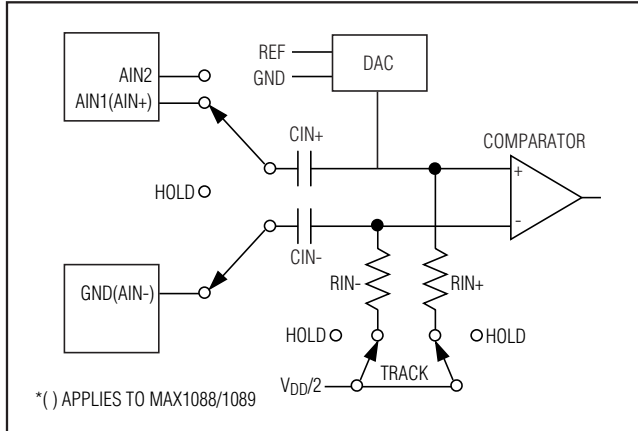 REF
GND
DAC
AIN2
AIN1(AIN+)
CIN+
COMPARATOR
+
-
HOLD
CIN-
GND(AIN-)
RIN-
RIN+
HOLD
HOLD
TRACK
VDD/2
*( ) APPLIES TO MAX1088/1089